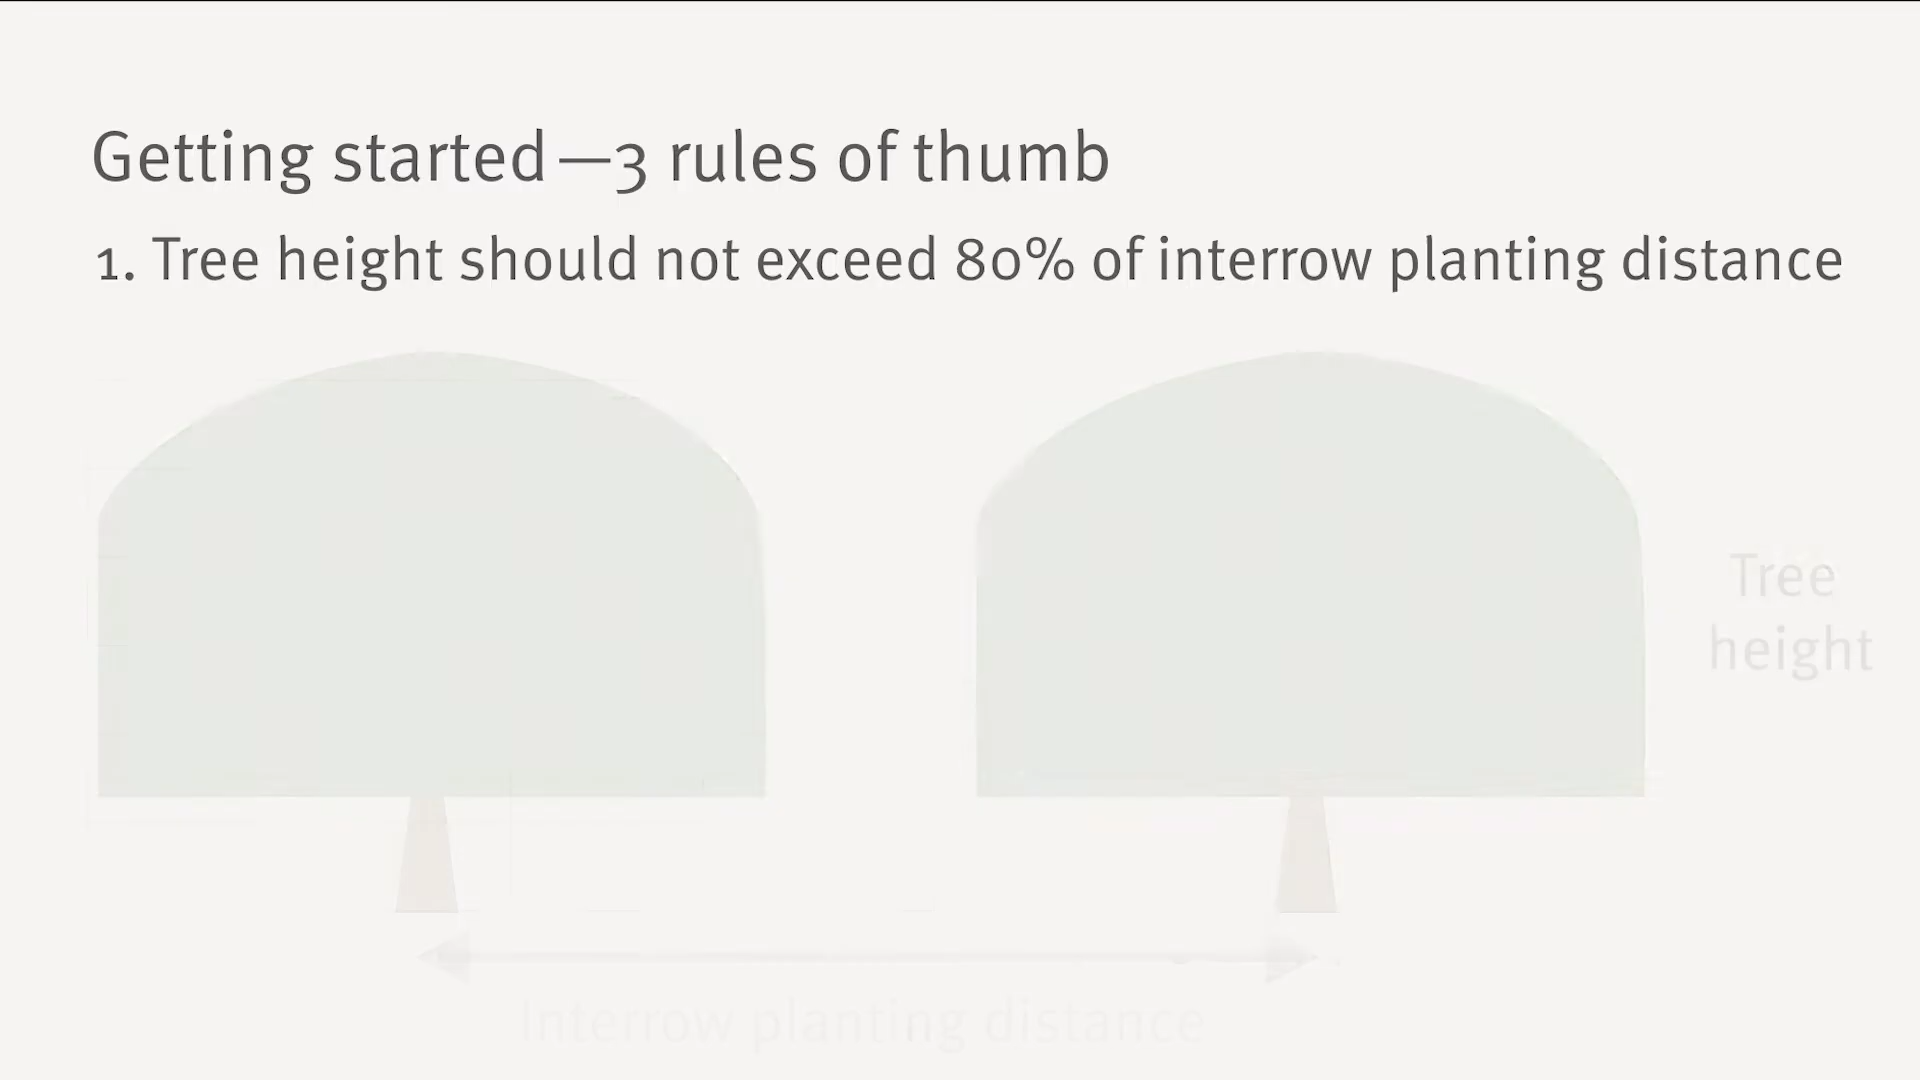 Getting started—3 rules of thumb
1. Tree height should not exceed 80% of interrow planting distance
Tree
height
Interrow planting distance